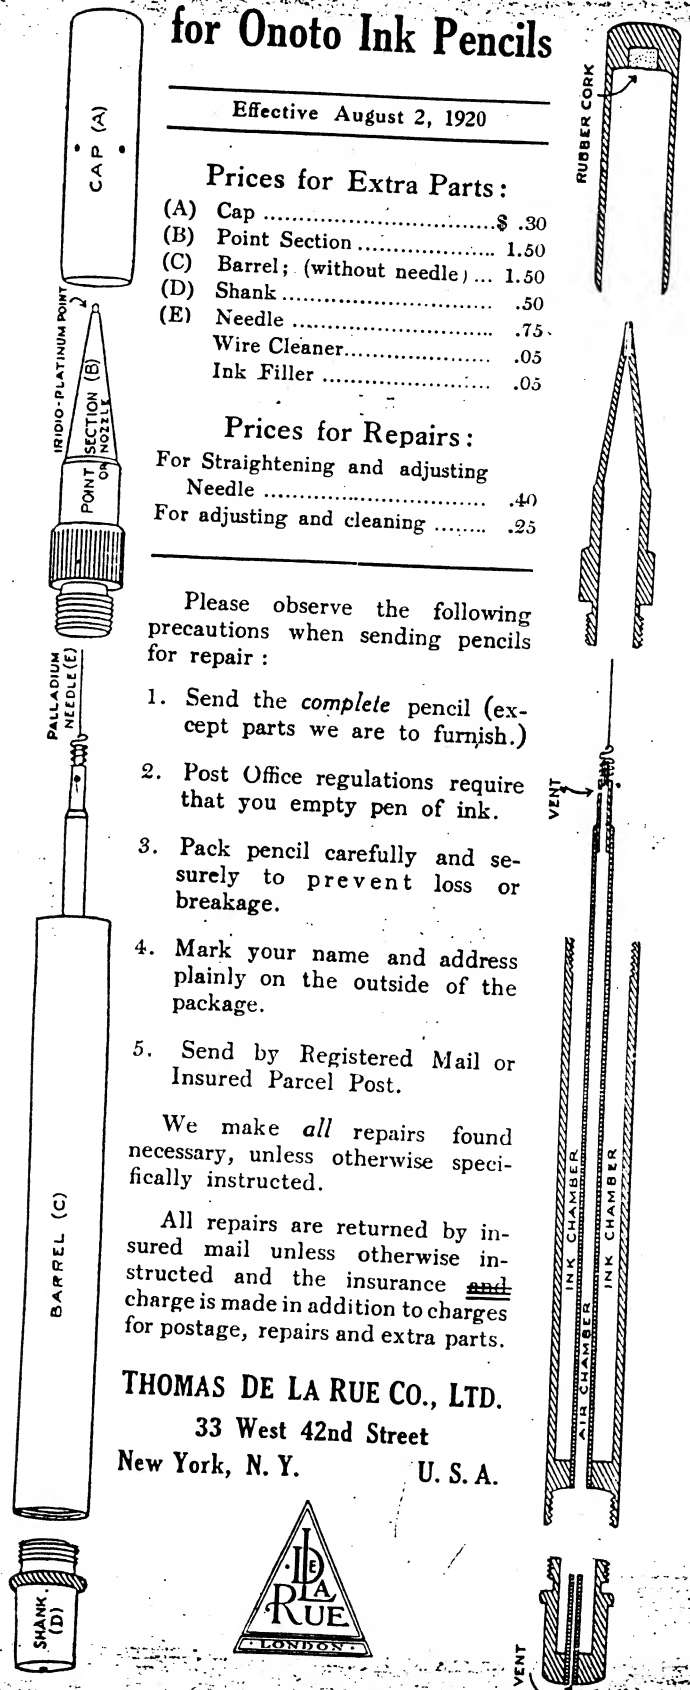 for Onoto Ink Pencils
Effective August 2, 1920
Prices for Extra Parts:
(A) Cap ................................$ .30
(B) Point Section ................... 1.50
(C) Barrel; (without needle) ... 1.50
(D) Shank ............................. .50
(E) Needle ............................ .75
Wire Cleaner..................... .05
Ink Filler ........................ .05
Prices for Repairs:
For Straightening and adjusting
Needle ................................ .40
For adjusting and cleaning ........ .25
Please observe the following
precautions when sending pencils
for repair :
1. Send the complete pencil (ex-
cept parts we are to furnish.)
2. Post Office regulations require
that you empty pen of ink.
3. Pack pencil carefully and se-
surely to prevent loss or
breakage.
4. Mark your name and address
plainly on the outside of the
package.
5. Send by Registered Mail or
Insured Parcel Post.
We make all repairs found
necessary, unless otherwise speci-
fically instructed.
All repairs are returned by in-
sured mail unless otherwise in-
structed and the insurance and
charge is made in addition to charges
for postage, repairs and extra parts.
THOMAS DE LA RUE CO., LTD.
33 West 42nd Street
New York, N. Y. U. S. A.
DE
LA
RUE
· LONDON ·
CAP (A)
IRIDIO-PLATINUM POINT
POINT SECTION (B)
OR NOZZLE
PALLADIUM
NEEDLE (E)
BARREL (C)
SHANK.
(D)
RUBBER CORK
VENT
INK CHAMBER
AIR CHAMBER
INK CHAMBER
VENT